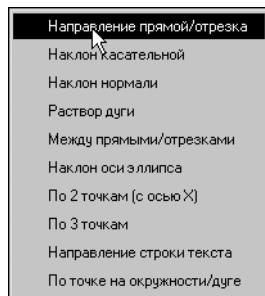 Направление прямой/отрезка
Наклон касательной
Наклон нормали
Раствор дуги
Между прямыми/отрезками
Наклон оси эллипса
По 2 точкам (с осью X)
По 3 точкам
Направление строки текста
По точке на окружности/дуге